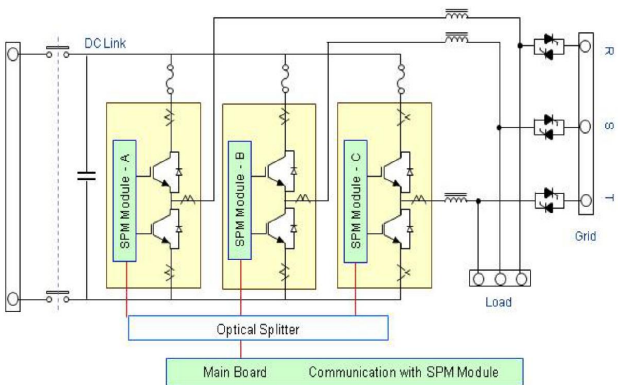 DC Link
R
S
T
Grid
SPM Module - A
SPM Module - B
SPM Module - C
Load
Optical Splitter
Main Board Communication with SPM Module